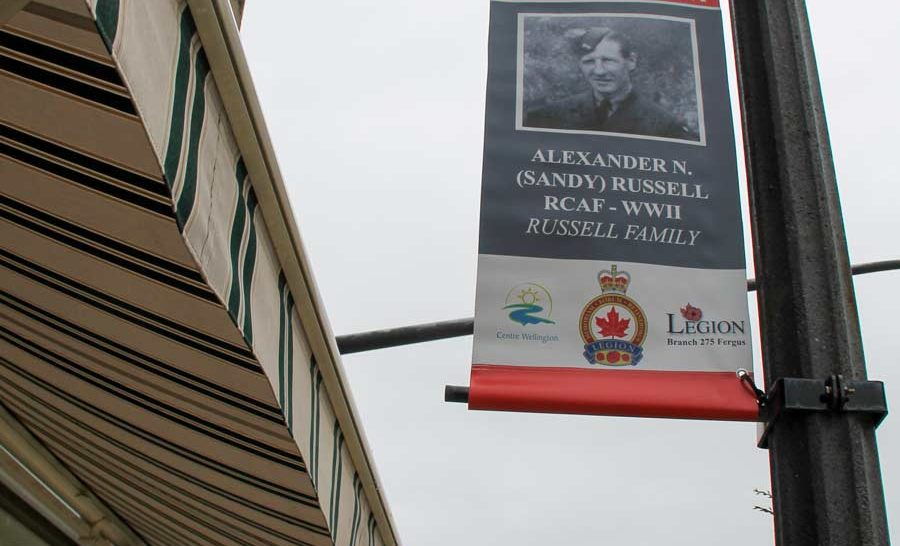 ALEXANDER N.
(SANDY) RUSSELL
RCAF - WWII
RUSSELL FAMILY
Centre Wellington
LEGION
LEGION
Branch 275 Fergus